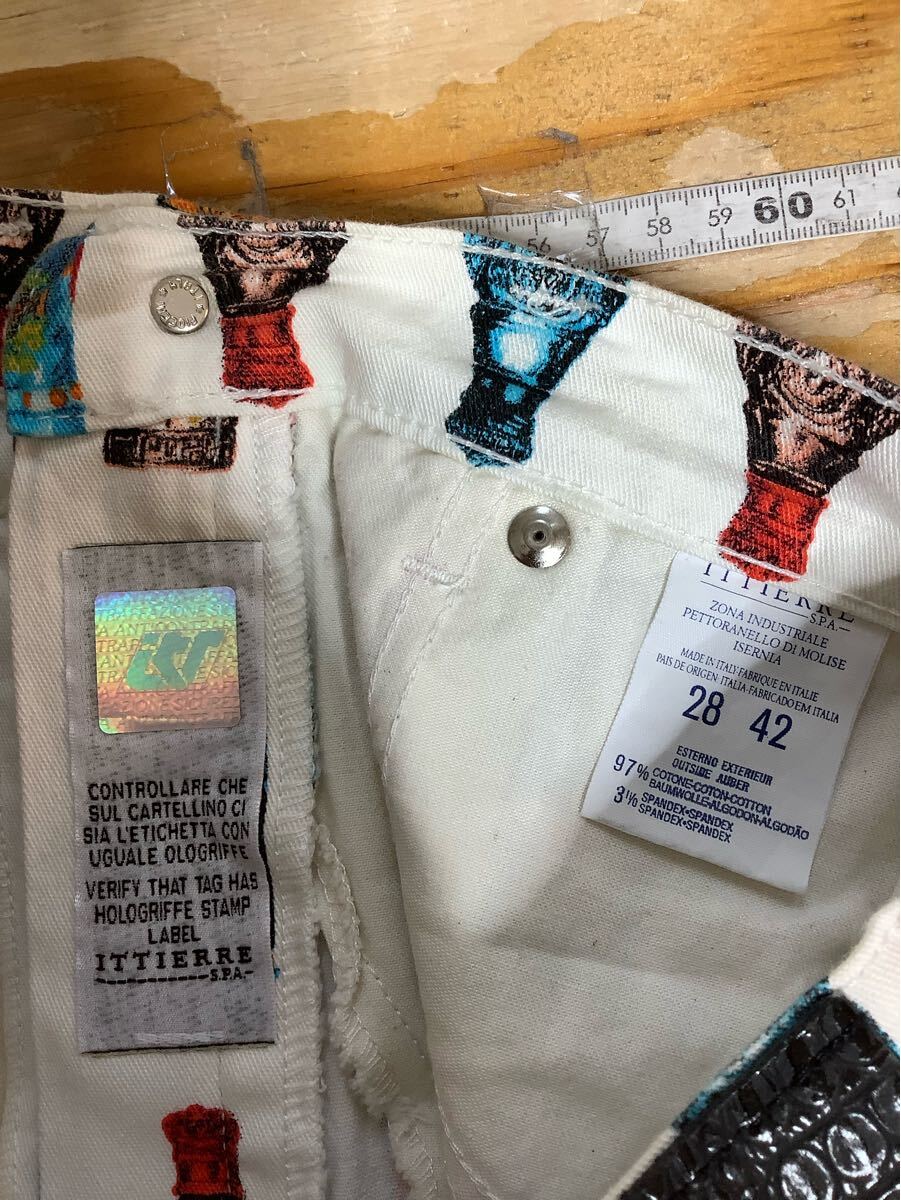 56 57 58 59 60 61
ITTIERRE
S.P.A.
ZONA INDUSTRIALE
PETTORANELLO DI MOLISE
ISERNIA
MADE IN ITALY-FABRIQUE EN ITALIE
PAIS DE ORIGEN ITALIA-FABRICADO EM ITALIA
28 42
ESTERNO EXTERIEUR
OUTSIDE AUBER
97% COTONE-COTON-COTTON
BAUMWOLLE-ALGODON-ALGODÃO
3% SPANDEX•SPANDEX
SPANDEX•SPANDEX
CONTROLLARE CHE
SUL CARTELLINO CI
SIA L'ETICHETTA CON
UGUALE OLOGRIFFE
VERIFY THAT TAG HAS
HOLOGRIFFE STAMP
LABEL
ITTIERRE
S.P.A.